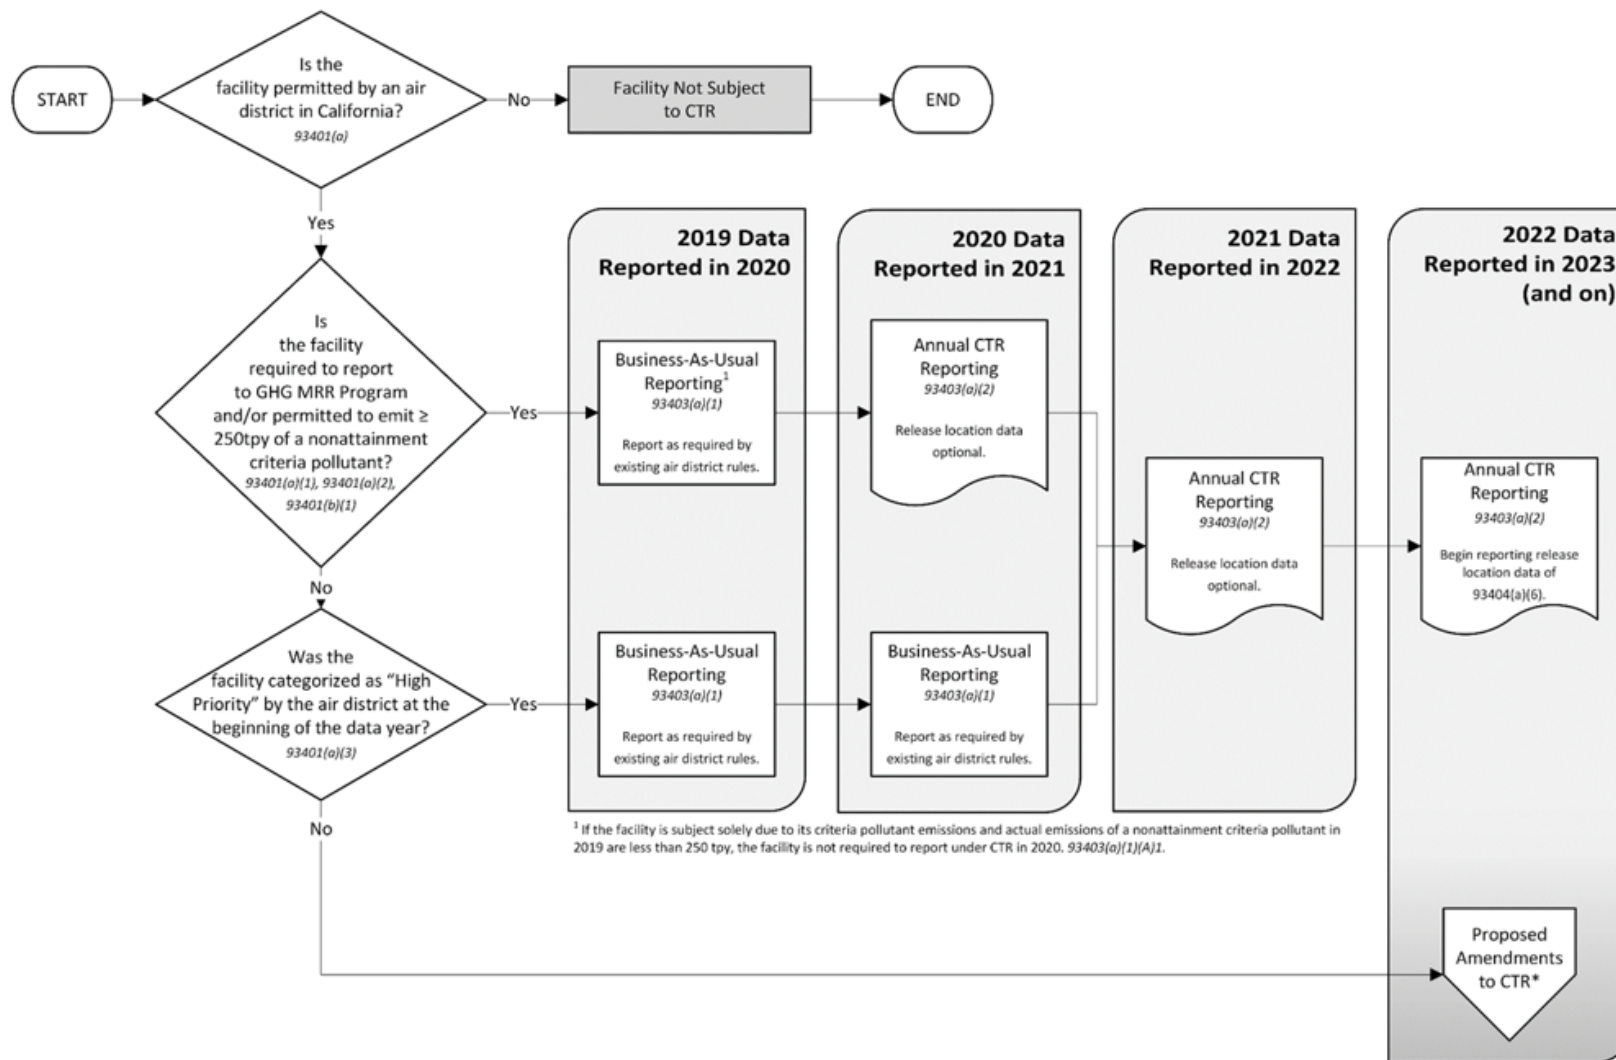 START
Is the
facility permitted by an air
district in California?
93401(a)
No
Facility Not Subject
to CTR
END
Yes
Is
the facility
required to report
to GHG MRR Program
and/or permitted to emit ≥
250tpy of a nonattainment
criteria pollutant?
93401(a)(1), 93401(a)(2),
93401(b)(1)
Yes
No
Was the
facility categorized as “High
Priority” by the air district at the
beginning of the data year?
93401(a)(3)
Yes
No
2019 Data
Reported in 2020
Business-As-Usual
Reporting1
93403(a)(1)
Report as required by
existing air district rules.
Business-As-Usual
Reporting
93403(a)(1)
Report as required by
existing air district rules.
2020 Data
Reported in 2021
Annual CTR
Reporting
93403(a)(2)
Release location data
optional.
Business-As-Usual
Reporting
93403(a)(1)
Report as required by
existing air district rules.
2021 Data
Reported in 2022
Annual CTR
Reporting
93403(a)(2)
Release location data
optional.
2022 Data
Reported in 2023
(and on)
Annual CTR
Reporting
93403(a)(2)
Begin reporting release
location data of
93404(a)(6).
1 If the facility is subject solely due to its criteria pollutant emissions and actual emissions of a nonattainment criteria pollutant in
2019 are less than 250 tpy, the facility is not required to report under CTR in 2020. 93403(a)(1)(A)1.
Proposed
Amendments
to CTR*